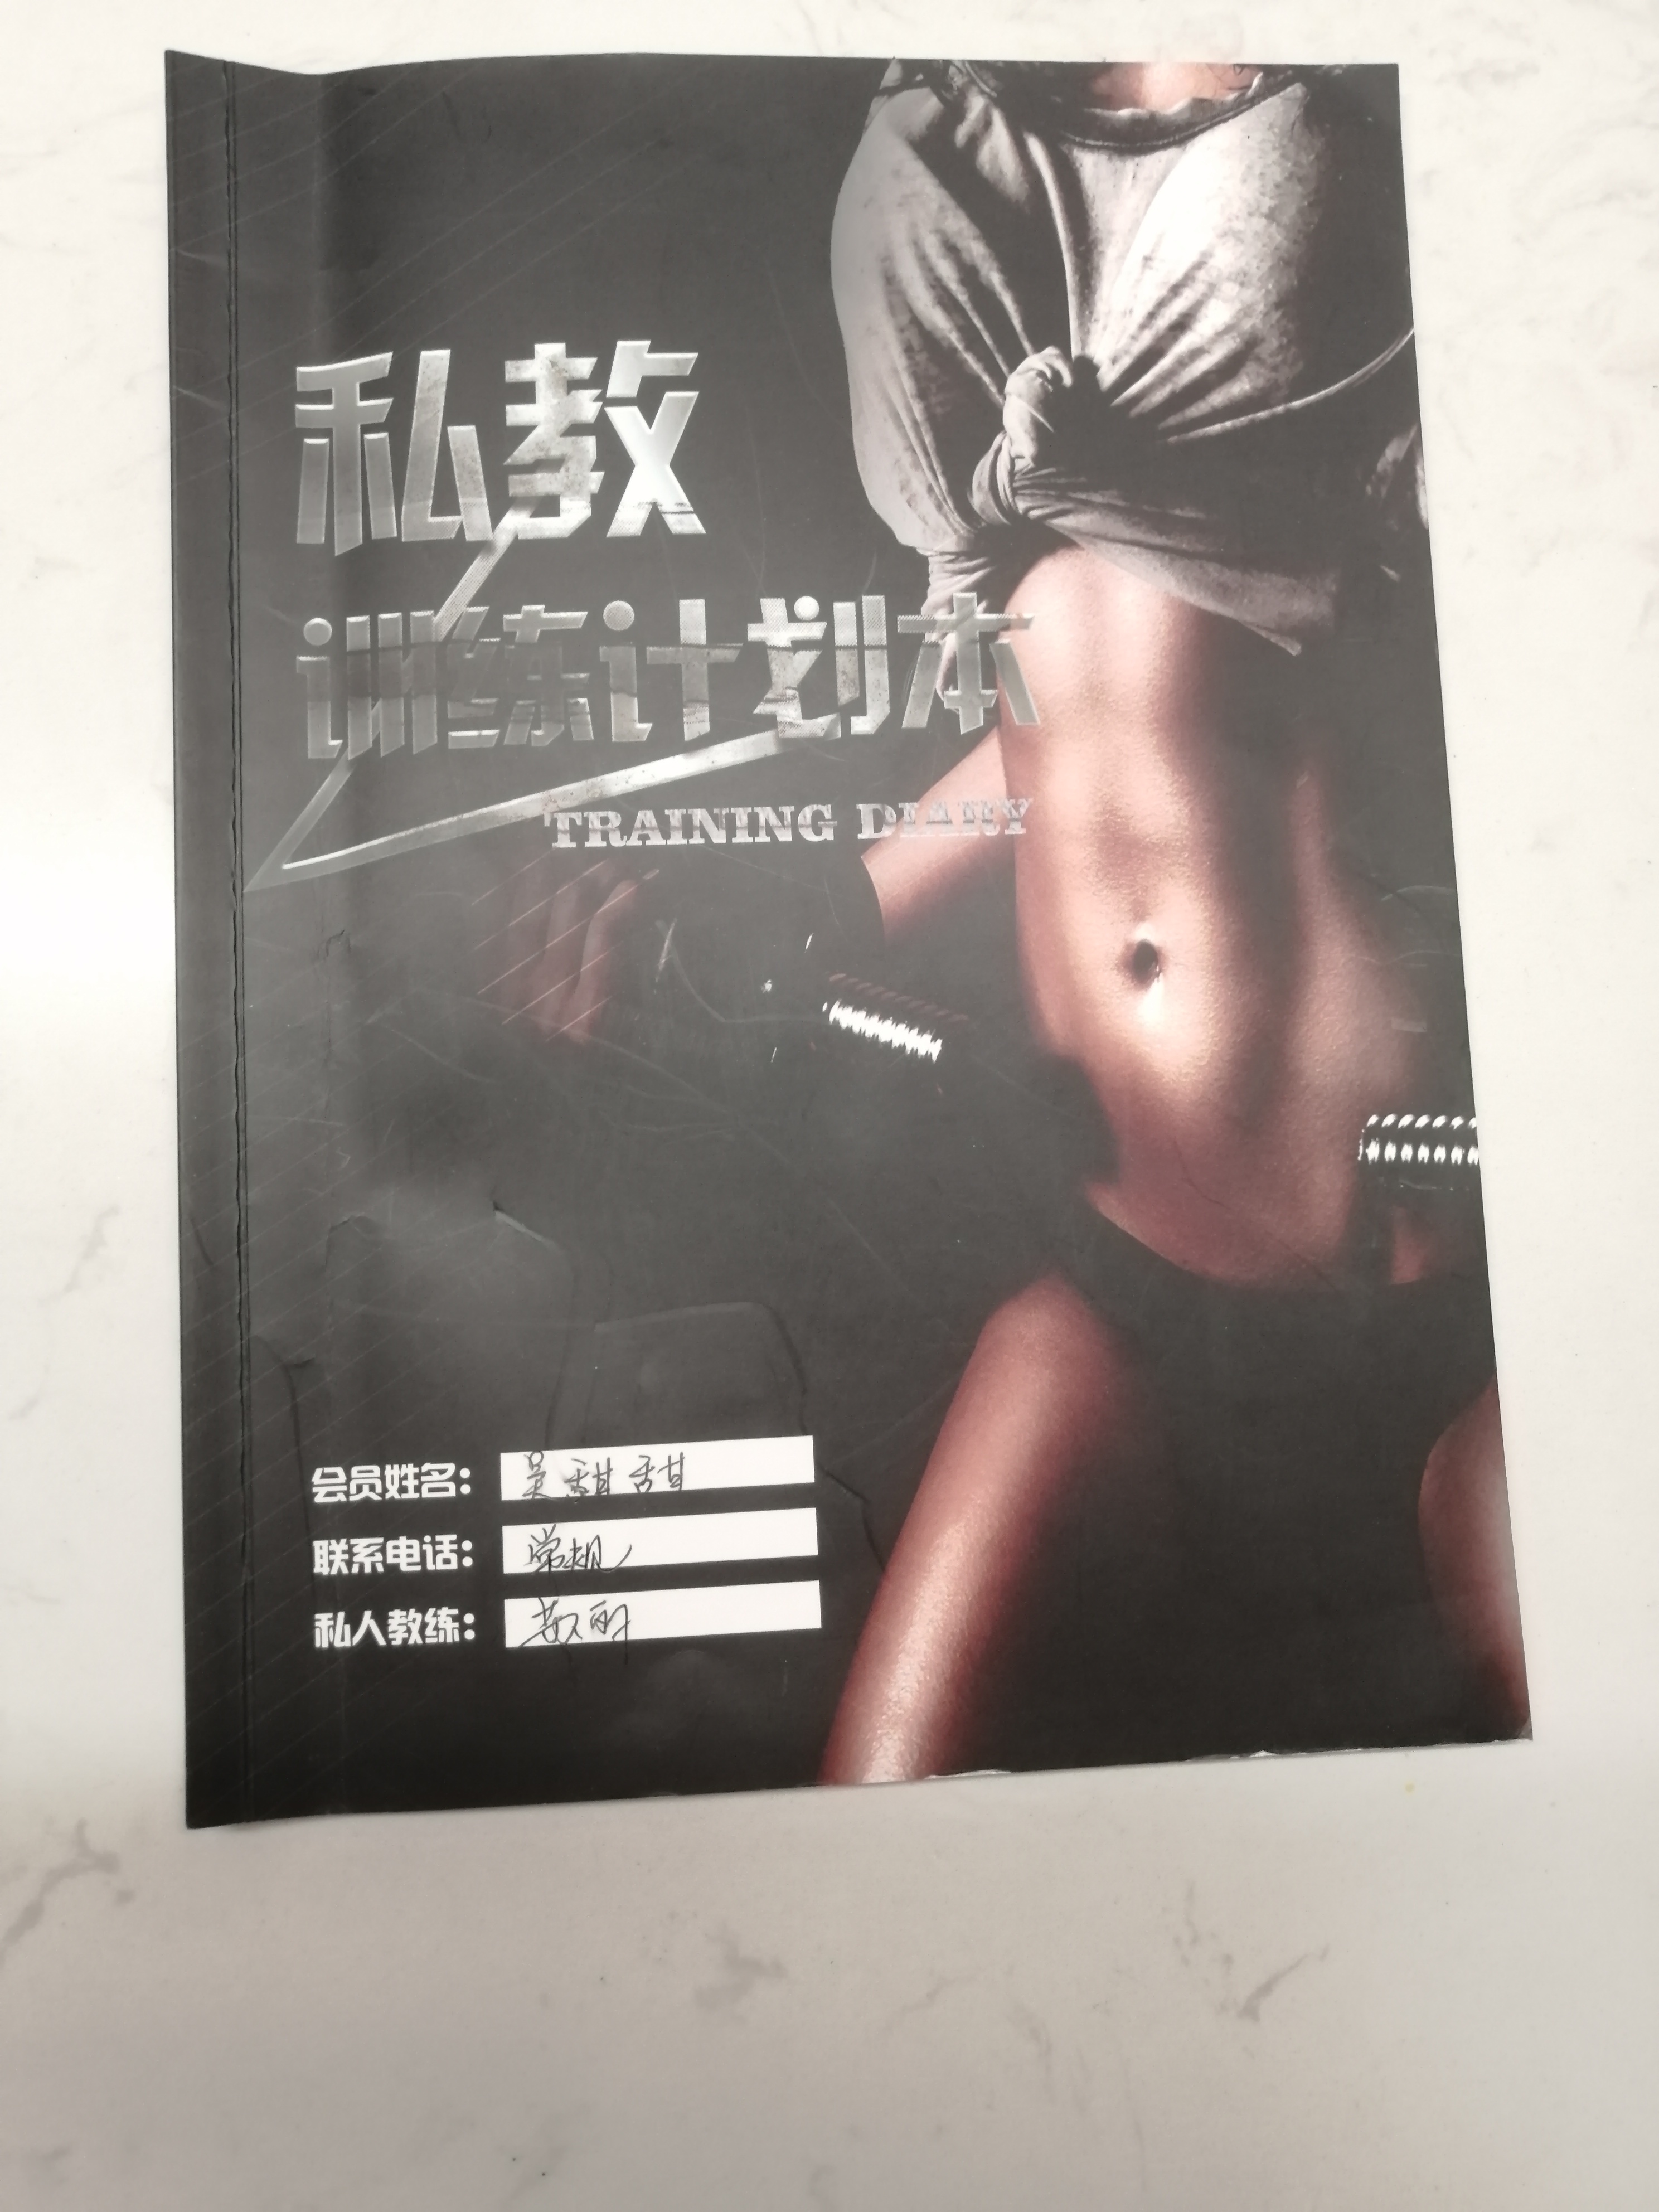 私教
训练计划本
TRAINING DIARY
会员姓名： 吴甜甜
联系电话： 常规
私人教练：